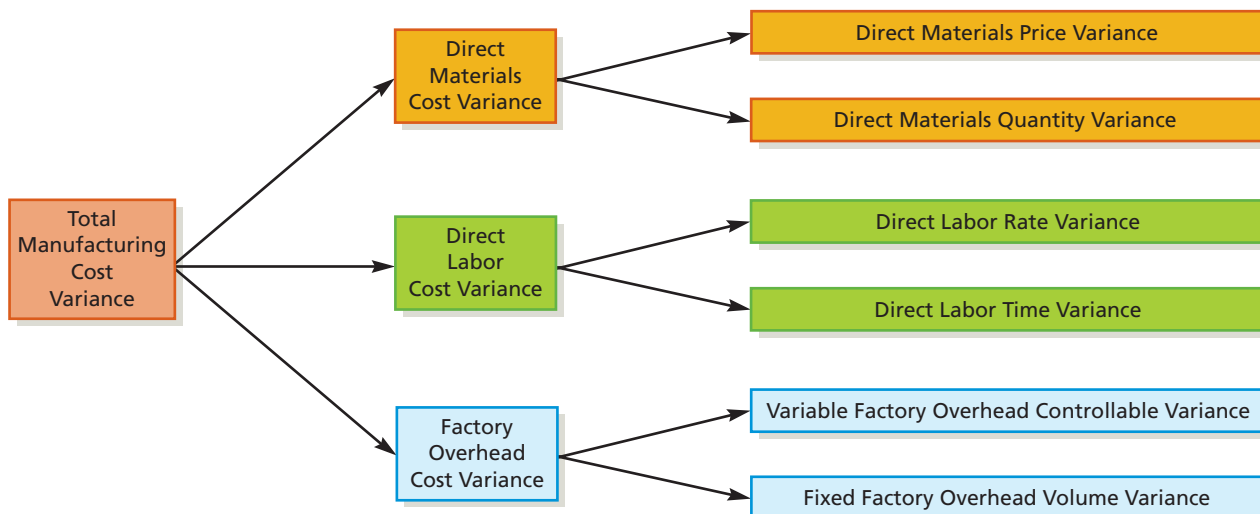 Total
Manufacturing
Cost
Variance
Direct
Materials
Cost Variance
Direct Materials Price Variance
Direct Materials Quantity Variance
Direct
Labor
Cost Variance
Direct Labor Rate Variance
Direct Labor Time Variance
Factory
Overhead
Cost Variance
Variable Factory Overhead Controllable Variance
Fixed Factory Overhead Volume Variance